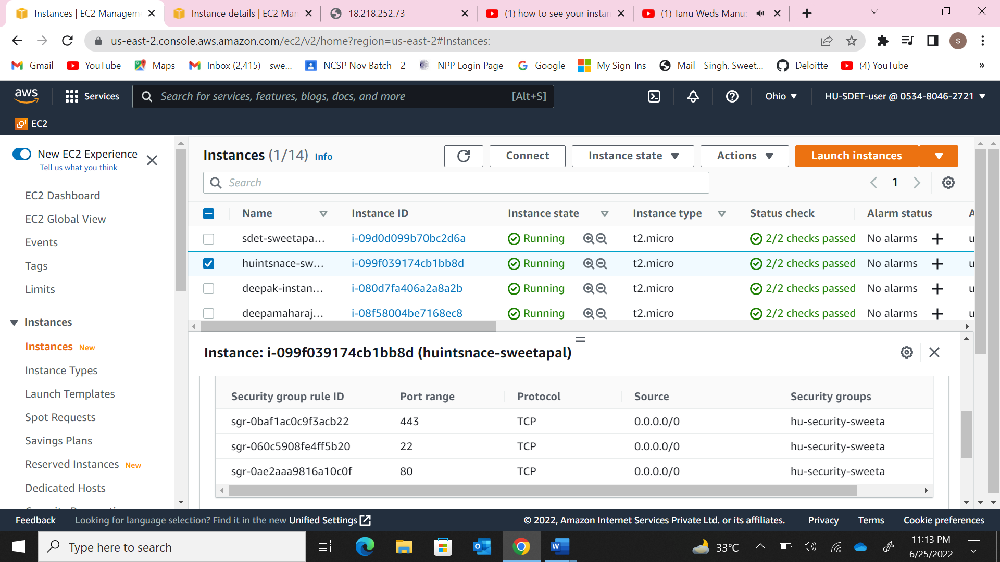 Instances | EC2 Managem
Instance details | EC2 Man
18.218.252.73
(1) how to see your instan
(1) Tanu Weds Manu:
us-east-2.console.aws.amazon.com/ec2/v2/home?region=us-east-2#Instances:
s
Gmail
YouTube
Maps
Inbox (2,415) - swe...
NCSP Nov Batch - 2
NPP Login Page
Google
My Sign-Ins
Mail - Singh, Sweet...
Deloitte
(4) YouTube
»
aws
Services
Search for services, features, blogs, docs, and more
[Alt+S]
Ohio
HU-SDET-user @ 0534-8046-2721
EC2
New EC2 Experience
Tell us what you think
EC2 Dashboard
EC2 Global View
Events
Tags
Limits
Instances
Instances New
Instance Types
Launch Templates
Spot Requests
Savings Plans
Reserved Instances New
Dedicated Hosts
Instances (1/14) Info
Connect
Instance state
Actions
Launch instances
Search
1
Name Instance ID Instance state Instance type Status check Alarm status A
sdet-sweetapa... i-09d0d099b70bc2d6a Running t2.micro 2/2 checks passed No alarms + u
huintsnace-sw... i-099f039174cb1bb8d Running t2.micro 2/2 checks passed No alarms + u
deepak-instan... i-080d7fa406a2a8a2b Running t2.micro 2/2 checks passed No alarms + u
deepamaharaj... i-08f58004be7168ec8 Running t2.micro 2/2 checks passed No alarms + u
Instance: i-099f039174cb1bb8d (huintsnace-sweetapal)
Security group rule ID Port range Protocol Source Security groups
sgr-0baf1ac0c9f3acb22 443 TCP 0.0.0.0/0 hu-security-sweeta
sgr-060c5908fe4ff5b20 22 TCP 0.0.0.0/0 hu-security-sweeta
sgr-0ae2aaa9816a10c0f 80 TCP 0.0.0.0/0 hu-security-sweeta
Feedback
Looking for language selection? Find it in the new Unified Settings
© 2022, Amazon Internet Services Private Ltd. or its affiliates.
Privacy
Terms
Cookie preferences
Type here to search
33°C
11:13 PM
6/25/2022